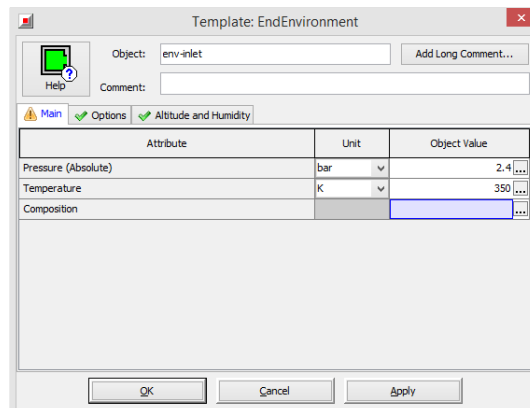 Template: EndEnvironment
Help
?
Object: env-inlet Add Long Comment...
Comment:
Main Options Altitude and Humidity
Attribute Unit Object Value
Pressure (Absolute) bar 2.4 ...
Temperature K 350 ...
Composition ...
OK Cancel Apply